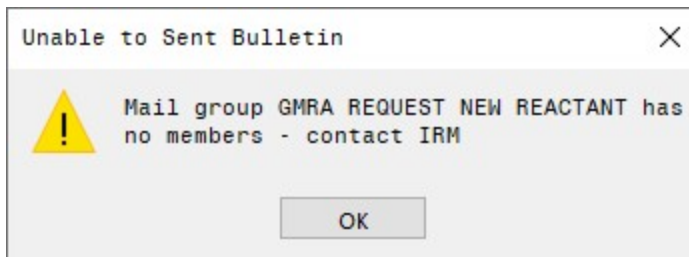 Unable to Sent Bulletin
Mail group GMRA REQUEST NEW REACTANT has
no members - contact IRM
OK